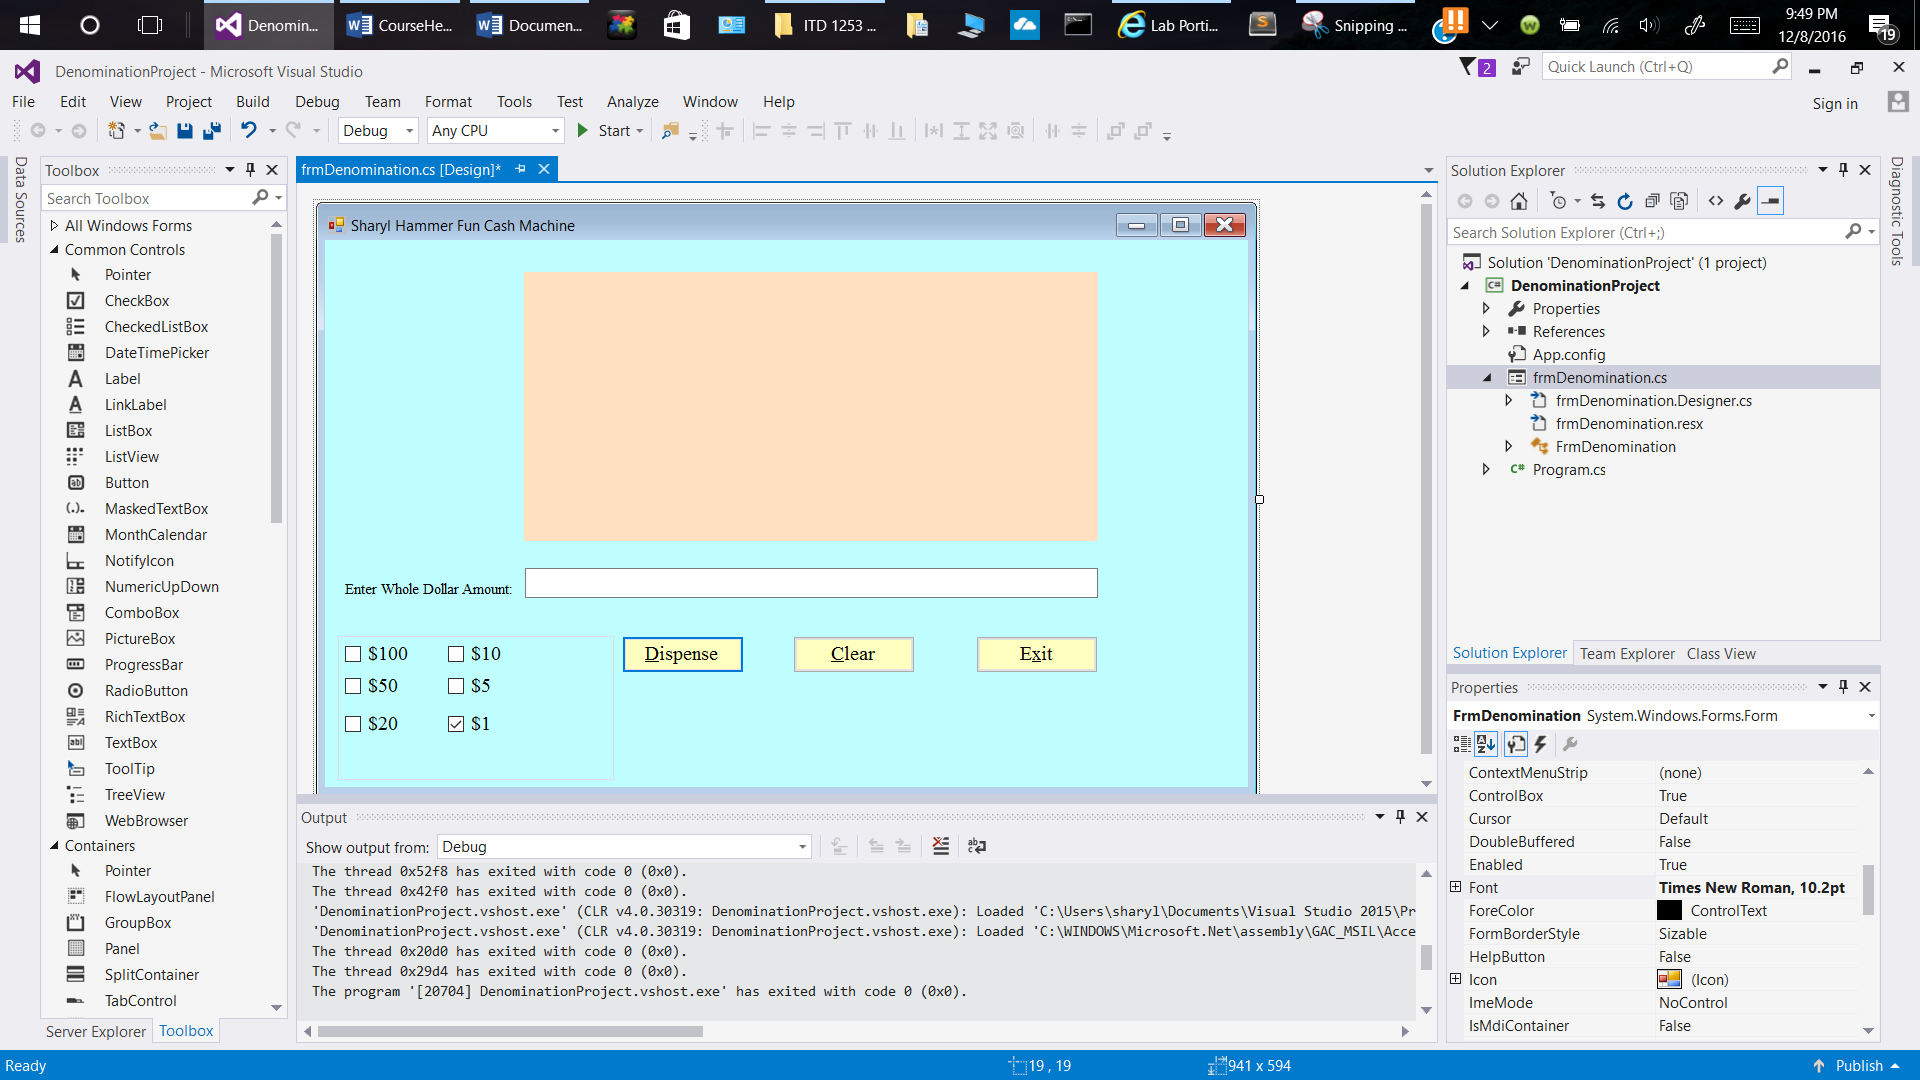 Denomin...
CourseHe...
Documen...
ITD 1253 ...
Lab Porti...
Snipping ...
9:49 PM
12/8/2016
19
DenominationProject - Microsoft Visual Studio
2
Quick Launch (Ctrl+Q)
File Edit View Project Build Debug Team Format Tools Test Analyze Window Help
Sign in
Debug Any CPU Start
Data Sources
Toolbox
Search Toolbox
All Windows Forms
Common Controls
Pointer
CheckBox
CheckedListBox
DateTimePicker
Label
LinkLabel
ListBox
ListView
Button
MaskedTextBox
MonthCalendar
NotifyIcon
NumericUpDown
ComboBox
PictureBox
ProgressBar
RadioButton
RichTextBox
TextBox
ToolTip
TreeView
WebBrowser
Containers
Pointer
FlowLayoutPanel
GroupBox
Panel
SplitContainer
TabControl
Server Explorer Toolbox
frmDenomination.cs [Design]*
Sharyl Hammer Fun Cash Machine
Enter Whole Dollar Amount:
$100 $10
$50 $5
$20 $1
Dispense Clear Exit
Output
Show output from: Debug
The thread 0x52f8 has exited with code 0 (0x0).
The thread 0x42f0 has exited with code 0 (0x0).
'DenominationProject.vshost.exe' (CLR v4.0.30319: DenominationProject.vshost.exe): Loaded 'C:\Users\sharyl\Documents\Visual Studio 2015\Pr
'DenominationProject.vshost.exe' (CLR v4.0.30319: DenominationProject.vshost.exe): Loaded 'C:\WINDOWS\Microsoft.Net\assembly\GAC_MSIL\Acce
The thread 0x20d0 has exited with code 0 (0x0).
The thread 0x29d4 has exited with code 0 (0x0).
The program '[20704] DenominationProject.vshost.exe' has exited with code 0 (0x0).
Solution Explorer
Search Solution Explorer (Ctrl+;)
Solution 'DenominationProject' (1 project)
DenominationProject
Properties
References
App.config
frmDenomination.cs
frmDenomination.Designer.cs
frmDenomination.resx
FrmDenomination
Program.cs
Solution Explorer Team Explorer Class View
Properties
FrmDenomination System.Windows.Forms.Form
ContextMenuStrip (none)
ControlBox True
Cursor Default
DoubleBuffered False
Enabled True
Font Times New Roman, 10.2pt
ForeColor ControlText
FormBorderStyle Sizable
HelpButton False
Icon (Icon)
ImeMode NoControl
IsMdiContainer False
Diagnostic Tools
Ready
19 , 19
941 x 594
Publish